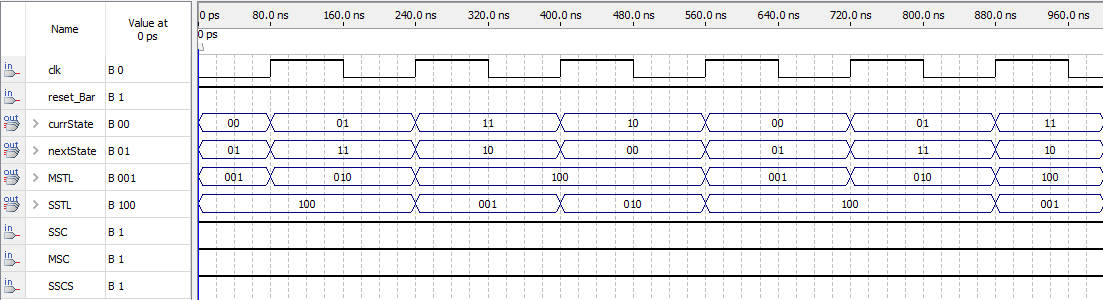 Name Value at 0 ps
0 ps 80.0 ns 160.0 ns 240.0 ns 320.0 ns 400.0 ns 480.0 ns 560.0 ns 640.0 ns 720.0 ns 800.0 ns 880.0 ns 960.0 ns
0 ps
in clk B 0
in reset_Bar B 1
out currState B 00 00 01 11 10 00 01 11
out nextState B 01 01 11 10 00 01 11 10
out MSTL B 001 001 010 100 001 010 100
out SSTL B 100 100 001 010 100 001
in SSC B 1
in MSC B 1
in SSCS B 1